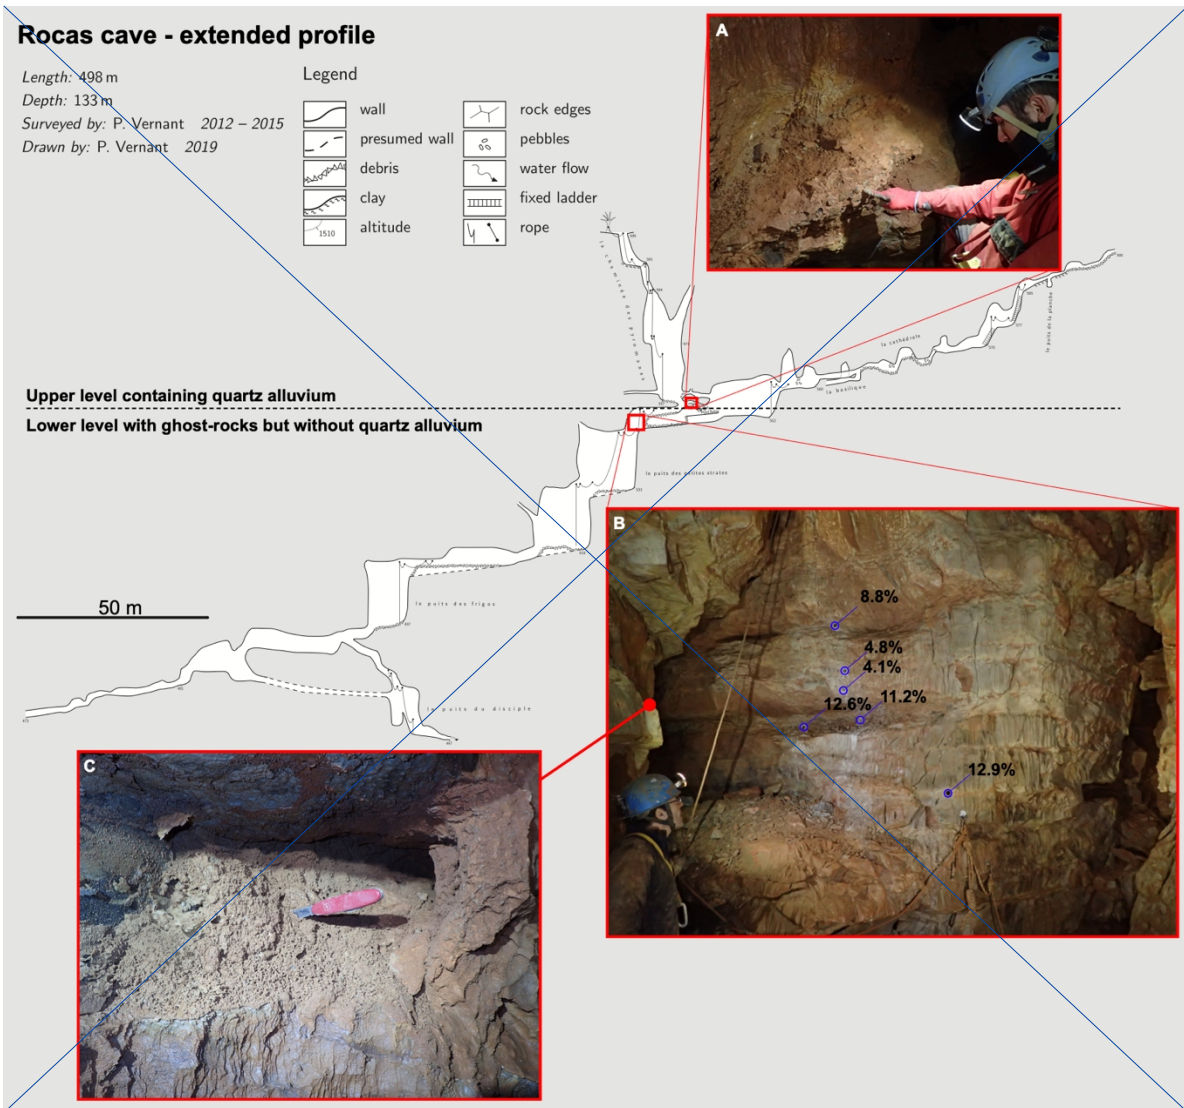 Rocas cave - extended profile
Length: 498 m
Depth: 133 m
Surveyed by: P. Vernant 2012 – 2015
Drawn by: P. Vernant 2019
Legend
wall
presumed wall
debris
clay
1510
altitude
rock edges
pebbles
water flow
fixed ladder
rope
A
la cheminée des pyromanes
le puits de la planche
la cathédrale
la basilique
Upper level containing quartz alluvium
Lower level with ghost-rocks but without quartz alluvium
le puits des petites strates
B
8.8%
4.8%
4.1%
11.2%
12.6%
12.9%
le puits des frigos
50 m
le puits du disciple
C